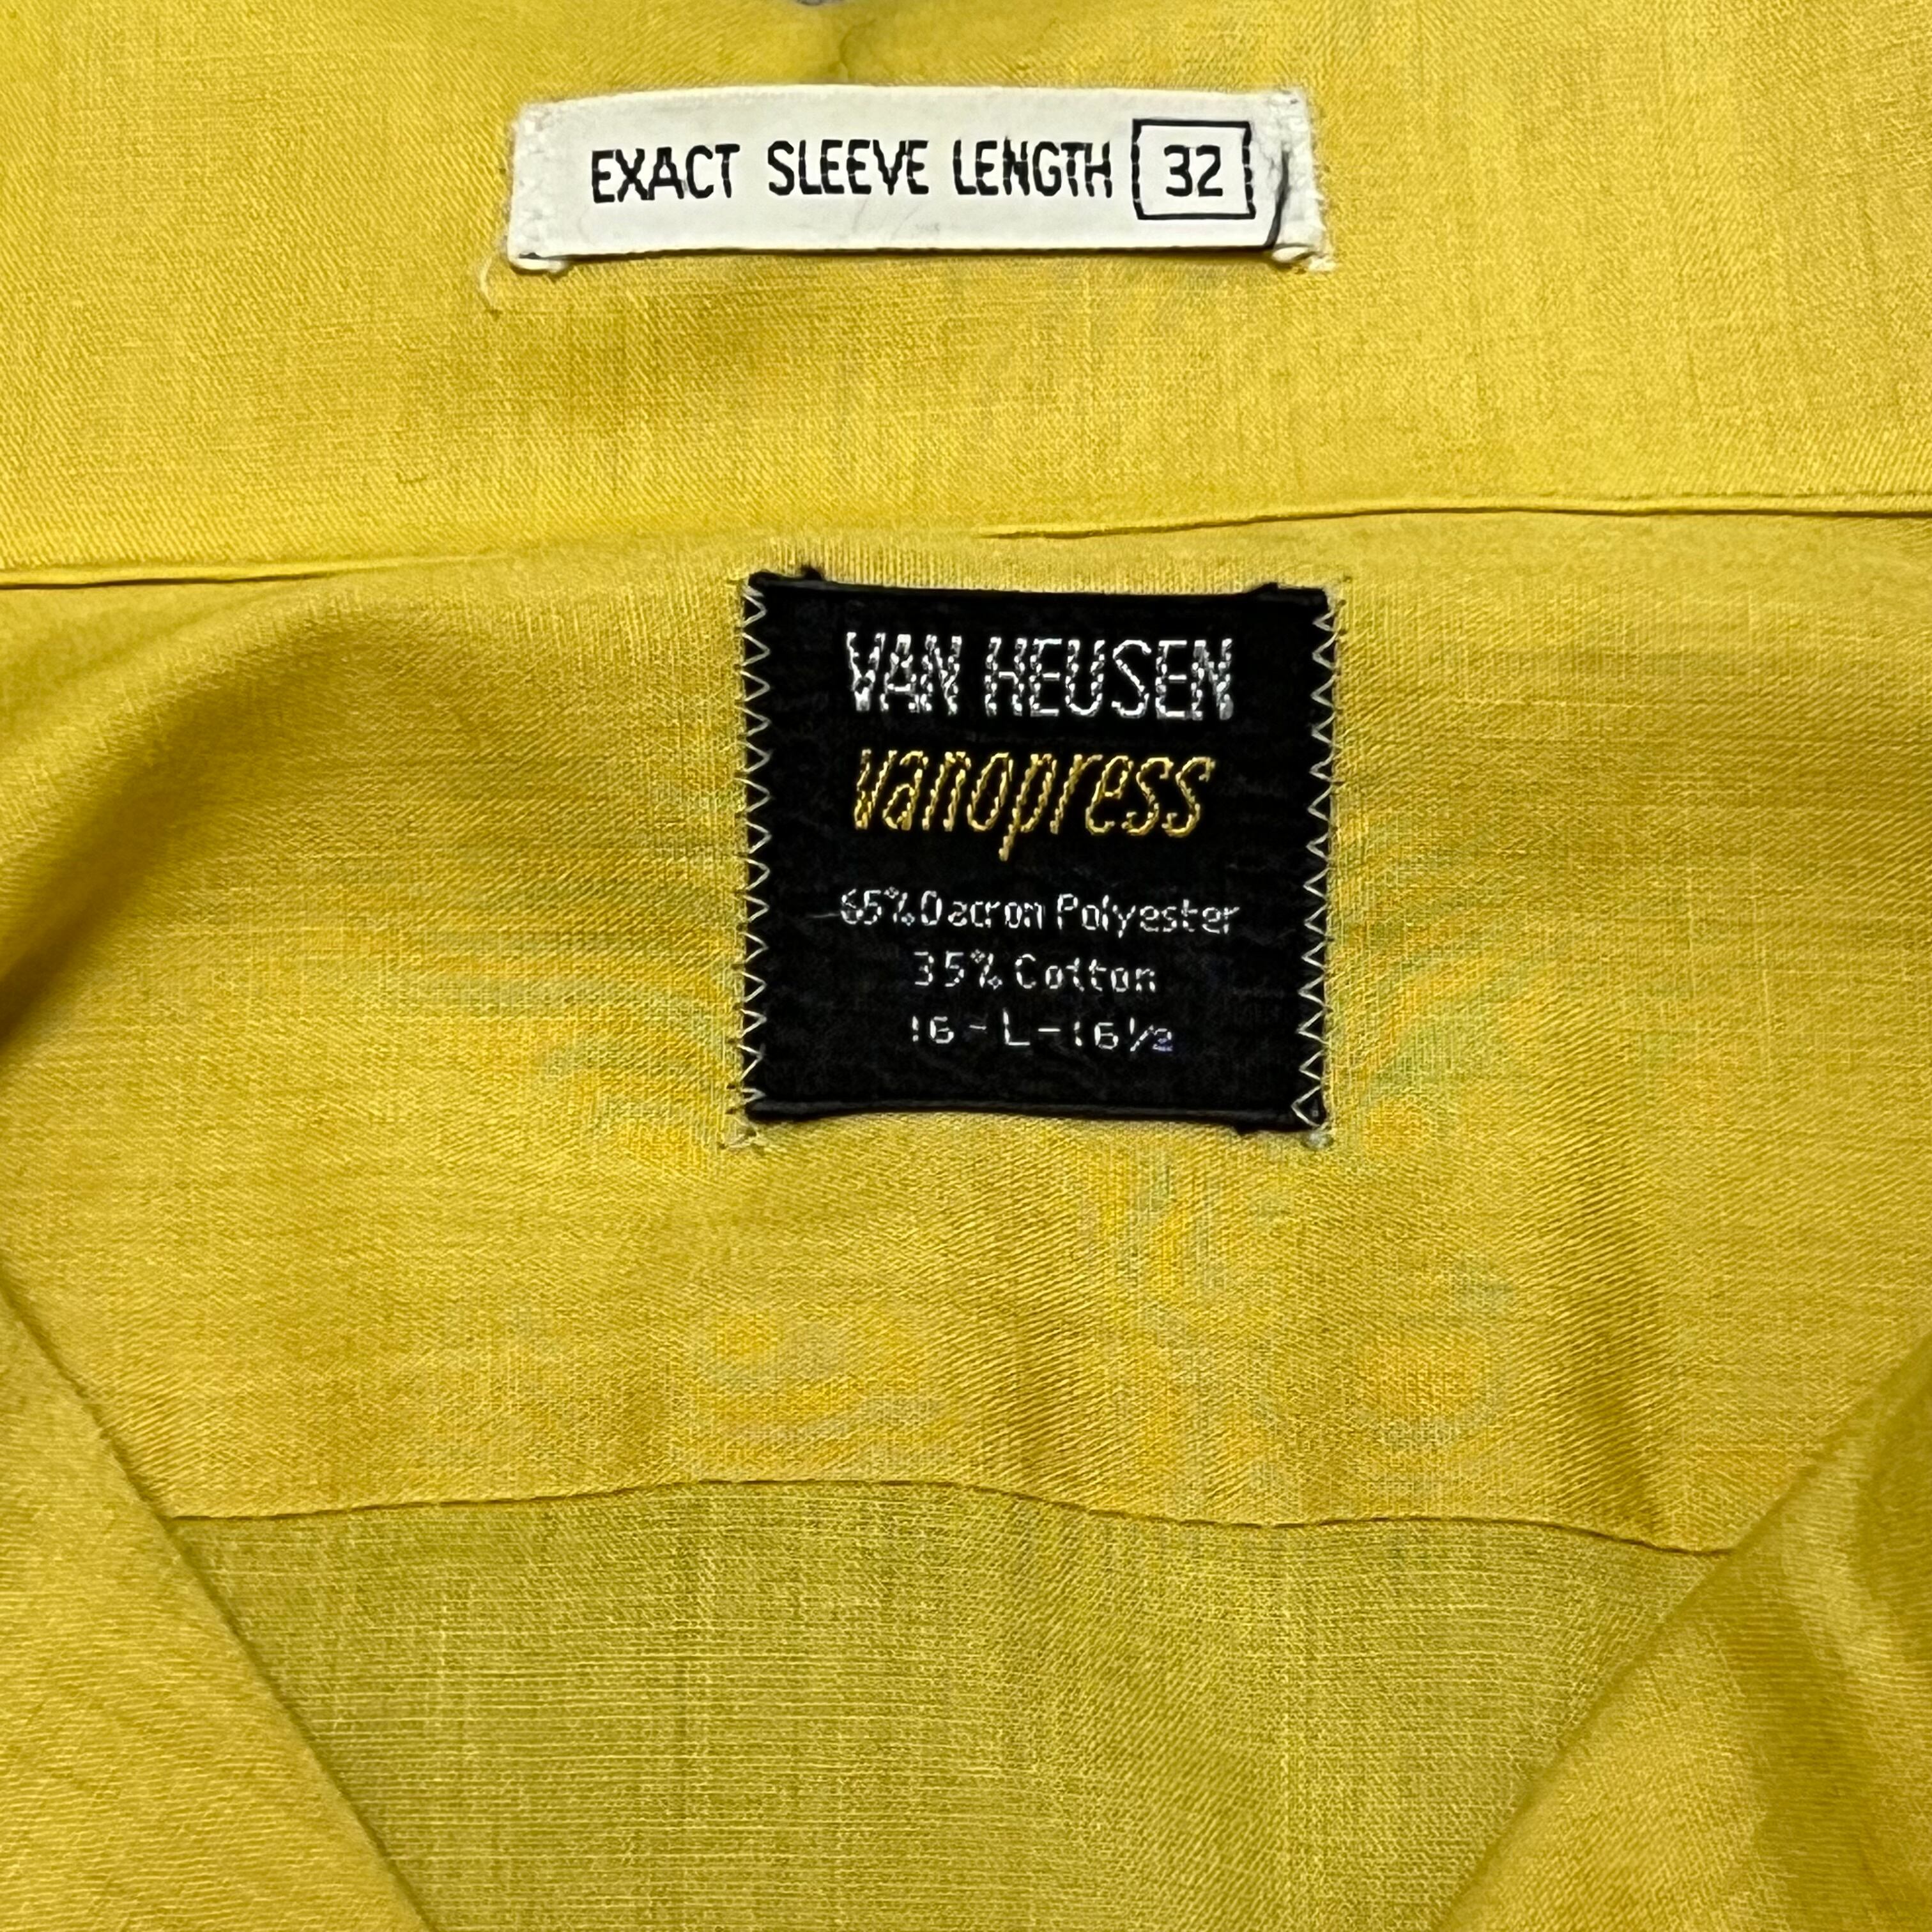 EXACT SLEEVE LENGTH 32
VAN HEUSEN
vanopress
65% Dacron Polyester
35% Cotton
16-L-16½